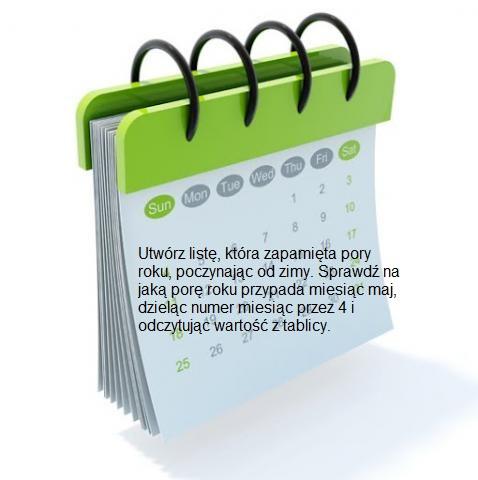 Sun Mon Tue Wed Thu Fri Sat
1 2 3
7 8 9 10
17
Utwórz listę, która zapamięta pory
roku, poczynając od zimy. Sprawdź na
jaką porę roku przypada miesiąc maj,
dzieląc numer miesiąc przez 4 i
odczytując wartość z tablicy.
18
25 26 27